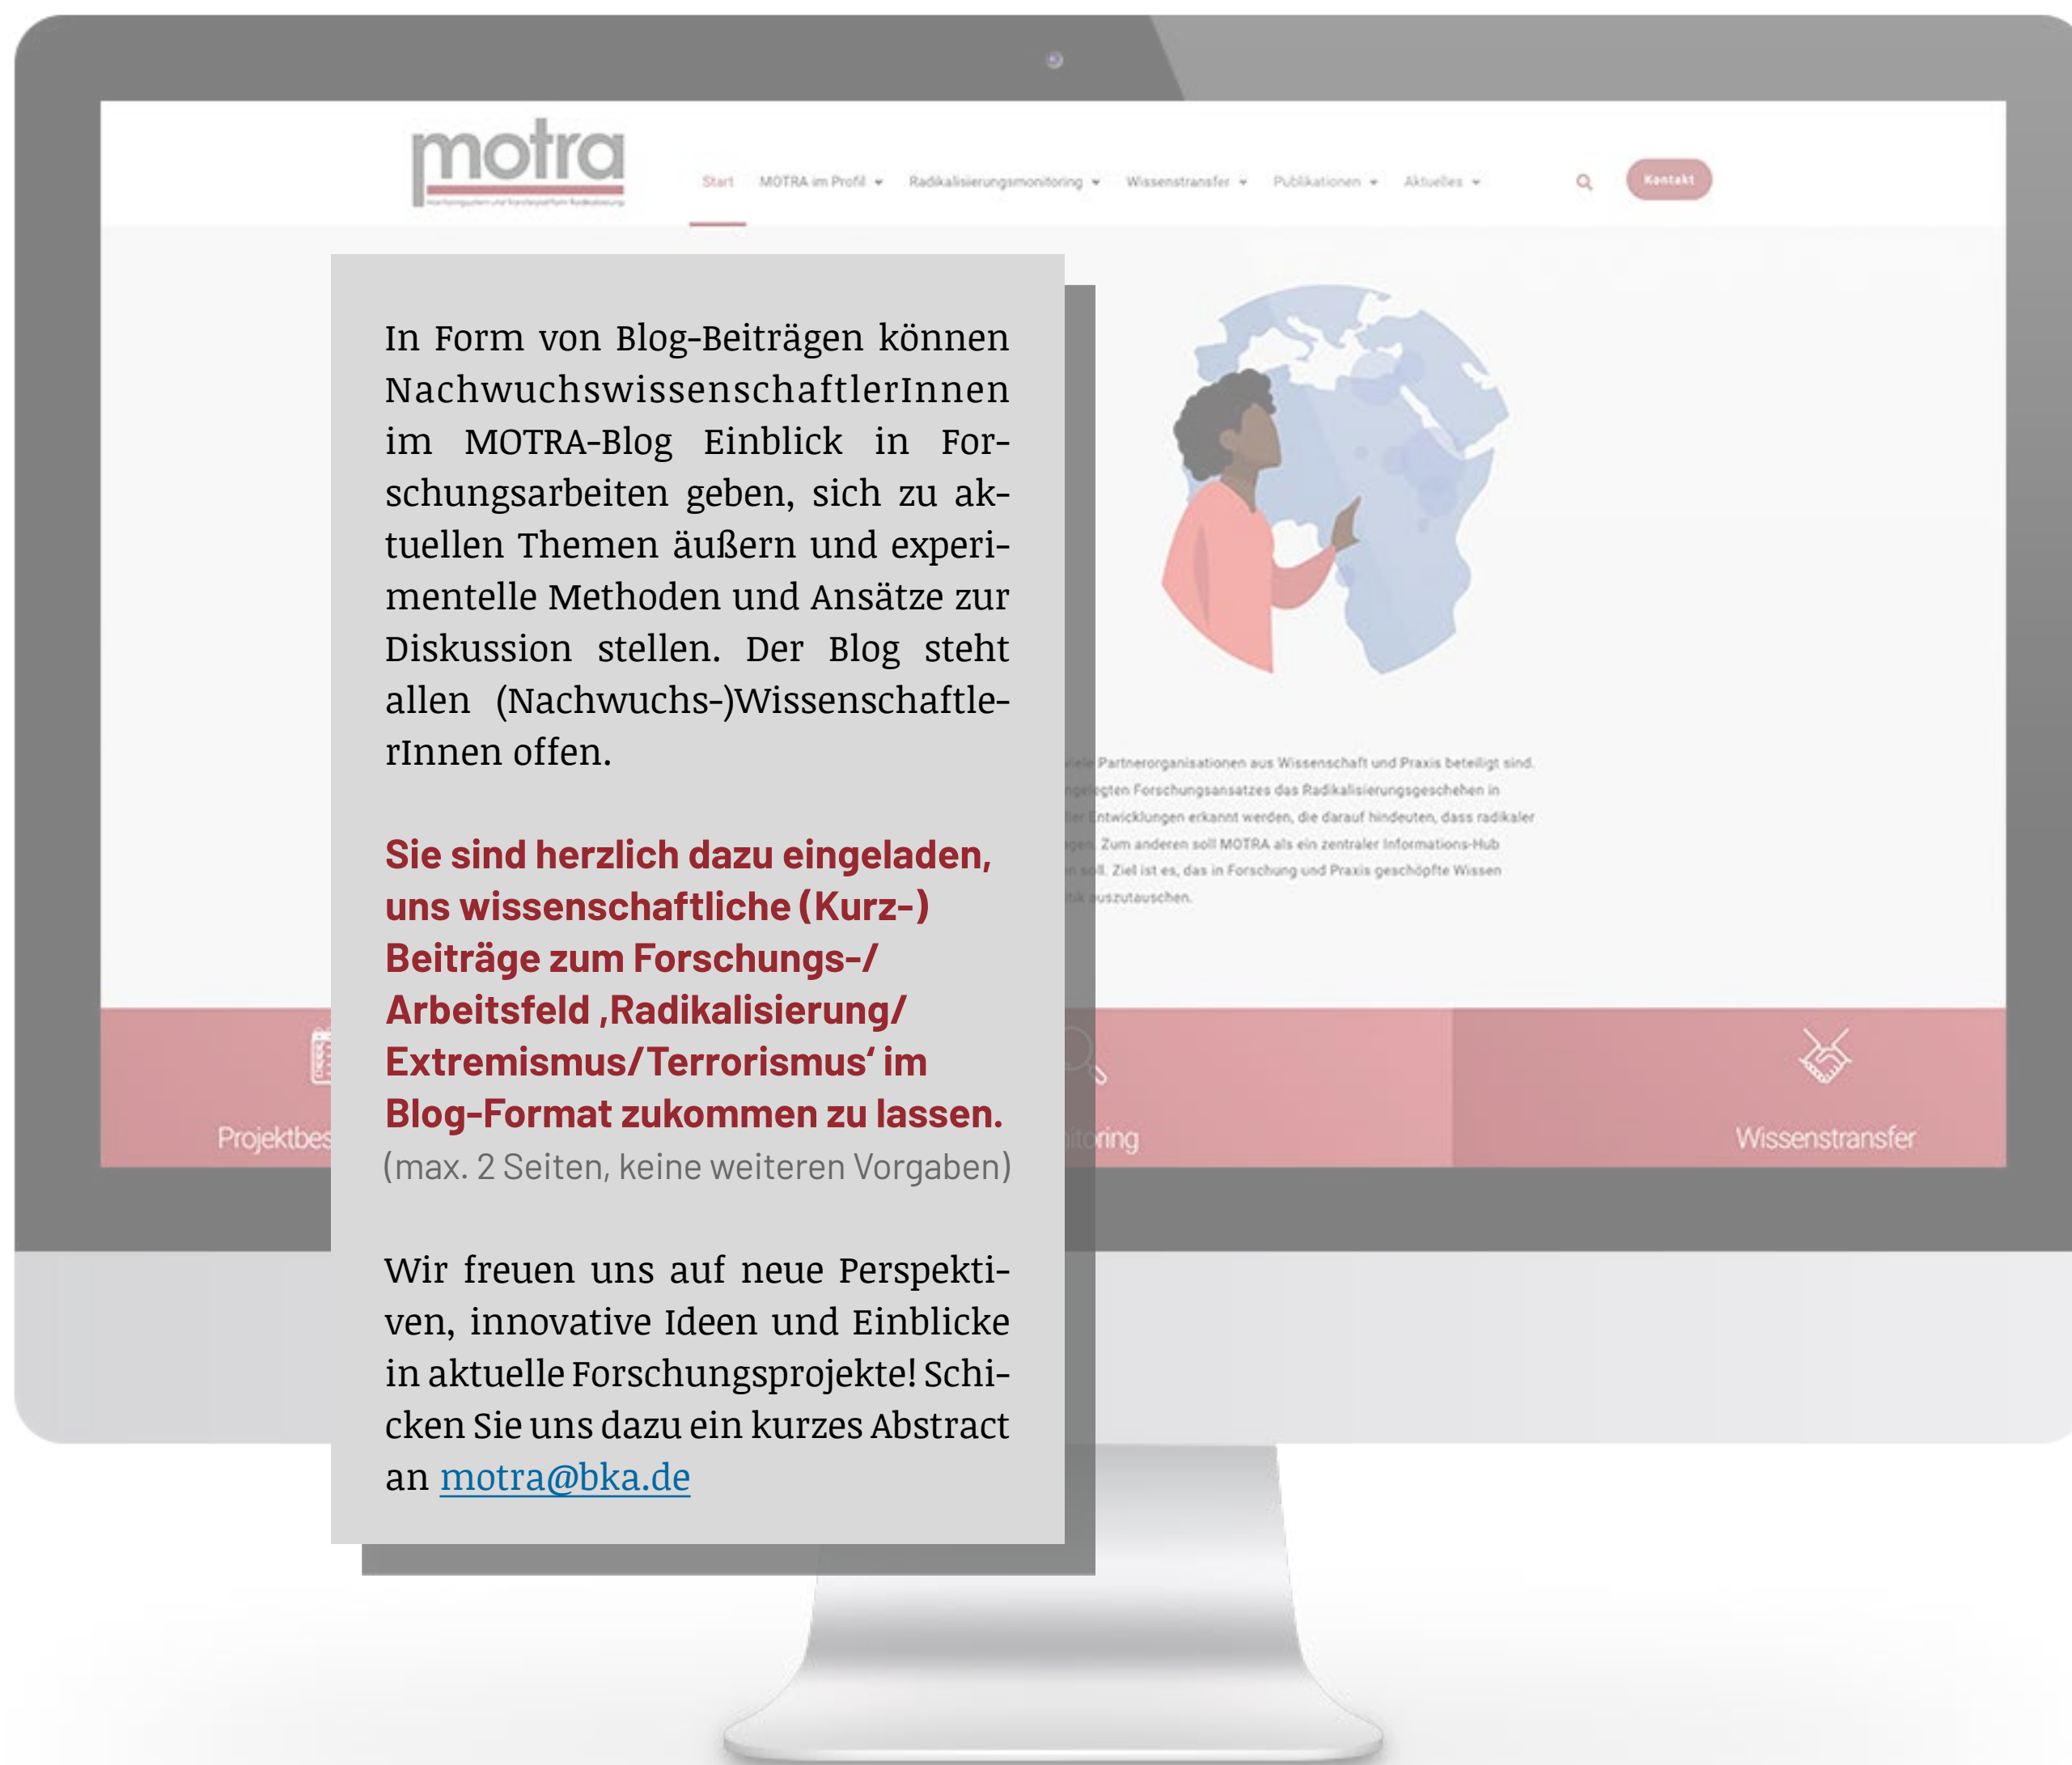 motra
Start MOTRA im Profil Radikalisierungsmonitoring Wissenstransfer Publikationen Aktuelles Kontakt
In Form von Blog-Beiträgen können
NachwuchswissenschaftlerInnen
im MOTRA-Blog Einblick in For-
schungsarbeiten geben, sich zu ak-
tuellen Themen äußern und experi-
mentelle Methoden und Ansätze zur
Diskussion stellen. Der Blog steht
allen (Nachwuchs-)Wissenschaftle-
rInnen offen.
Sie sind herzlich dazu eingeladen,
uns wissenschaftliche (Kurz-)
Beiträge zum Forschungs-/
Arbeitsfeld ‚Radikalisierung/
Extremismus/Terrorismus‘ im
Blog-Format zukommen zu lassen.
(max. 2 Seiten, keine weiteren Vorgaben)
Wir freuen uns auf neue Perspekti-
ven, innovative Ideen und Einblicke
in aktuelle Forschungsprojekte! Schi-
cken Sie uns dazu ein kurzes Abstract
an motra@bka.de
viele Partnerorganisationen aus Wissenschaft und Praxis beteiligt sind.
Forschungsansatzes das Radikalisierungsgeschehen in
Entwicklungen erkannt werden, die darauf hindeuten, dass radikaler
Zum anderen soll MOTRA als ein zentraler Informations-Hub
soll. Ziel ist es, das in Forschung und Praxis geschöpfte Wissen
auszutauschen.
Projektbes
itoring
Wissenstransfer